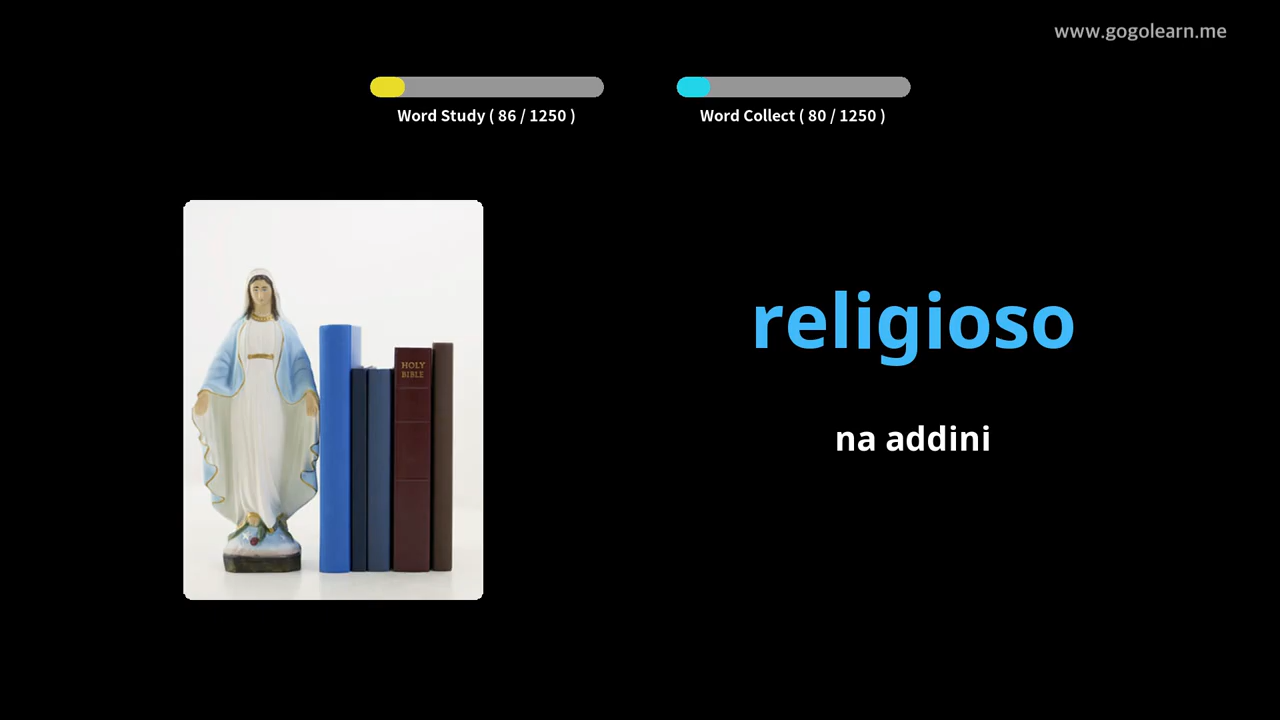 www.gogolearn.me
Word Study ( 86 / 1250 )
Word Collect ( 80 / 1250 )
HOLY
BIBLE
religioso
na addini